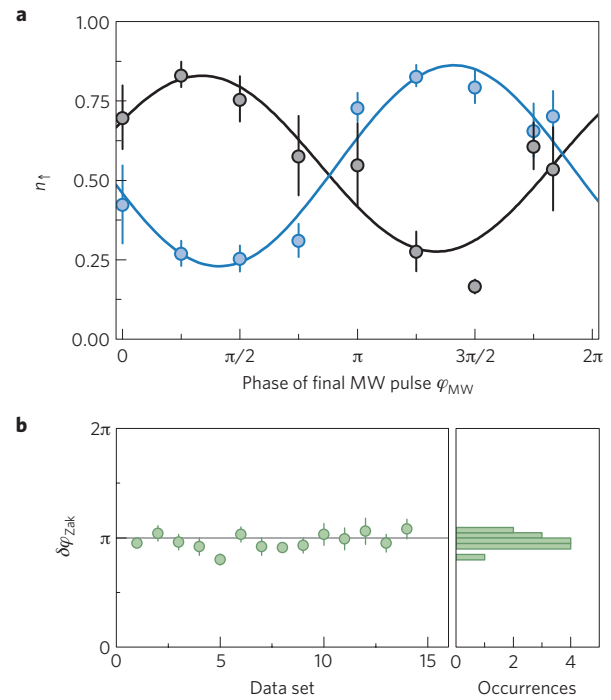 a
1.00
0.75
0.50
0.25
0.00
n↑
0 π/2 π 3π/2 2π
Phase of final MW pulse φMW
b
2π
π
0
δφZak
0 5 10 15
Data set
0 2 4
Occurrences